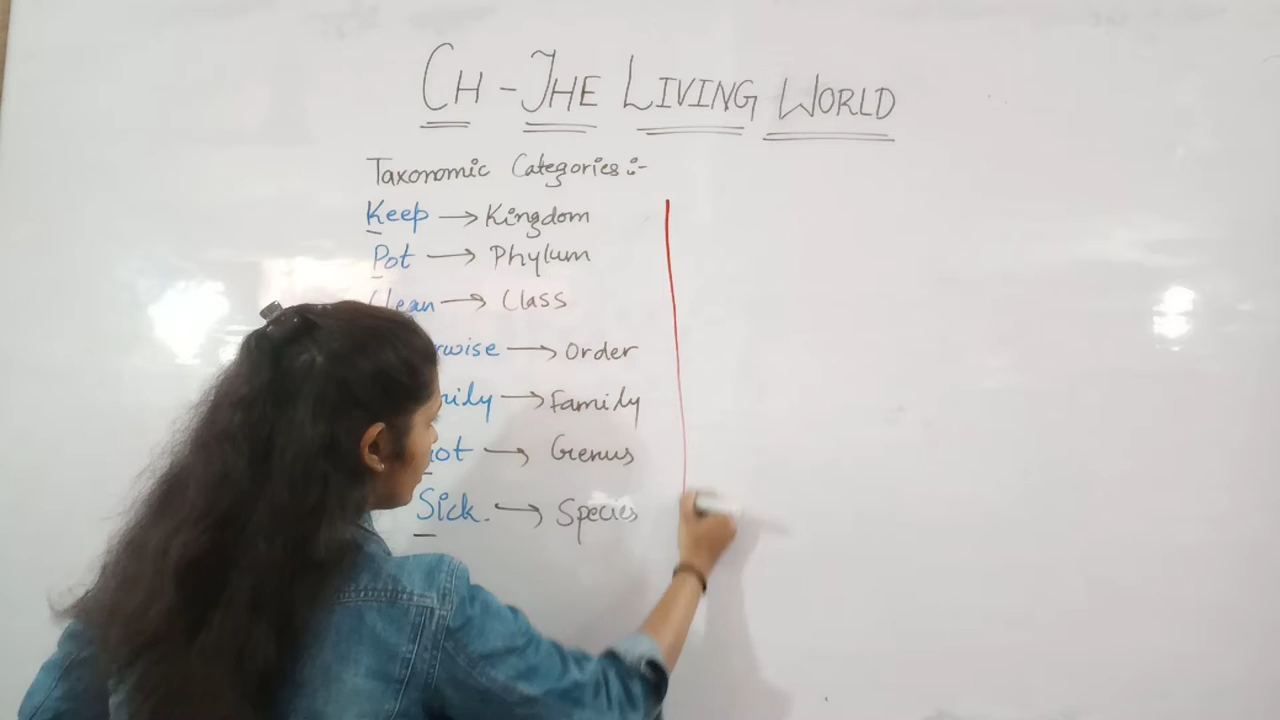 CH - THE LIVING WORLD
Taxonomic Categories :-
Keep → Kingdom
Pot → Phylum
Clean → Class
→ Order
→ Family
→ Genus
Sick. → Species